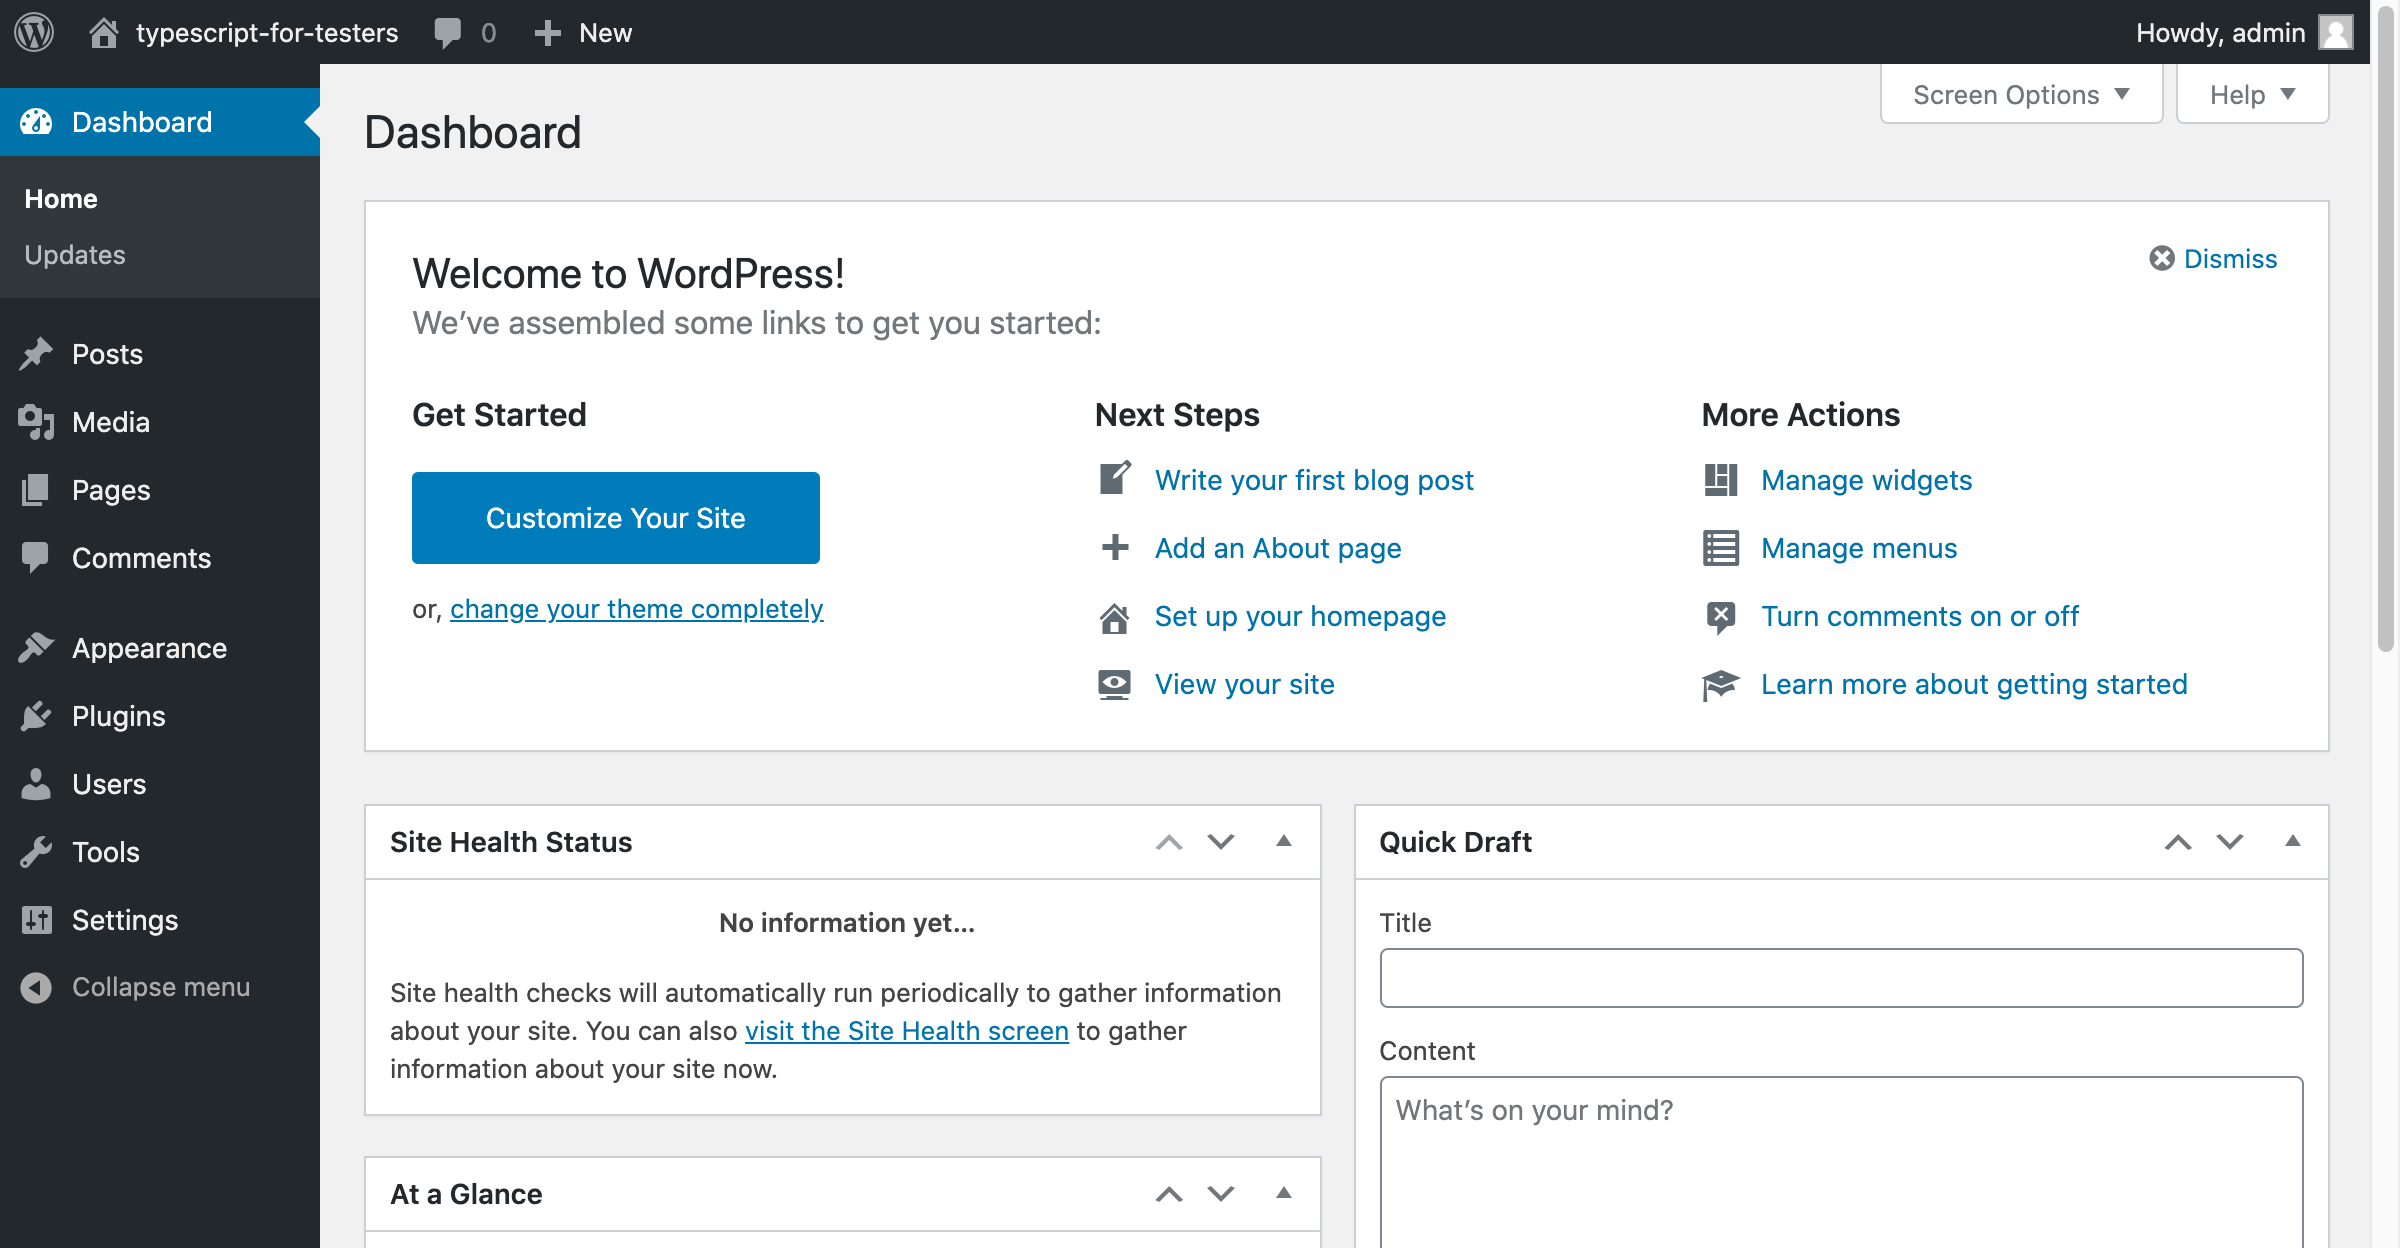 typescript-for-testers 0 New Howdy, admin
Dashboard
Home
Updates
Posts
Media
Pages
Comments
Appearance
Plugins
Users
Tools
Settings
Collapse menu
Screen Options Help
Dashboard
Welcome to WordPress!
Dismiss
We’ve assembled some links to get you started:
Get Started
Customize Your Site
or, change your theme completely
Next Steps
Write your first blog post
Add an About page
Set up your homepage
View your site
More Actions
Manage widgets
Manage menus
Turn comments on or off
Learn more about getting started
Site Health Status
No information yet…
Site health checks will automatically run periodically to gather information
about your site. You can also visit the Site Health screen to gather
information about your site now.
At a Glance
Quick Draft
Title
Content
What’s on your mind?